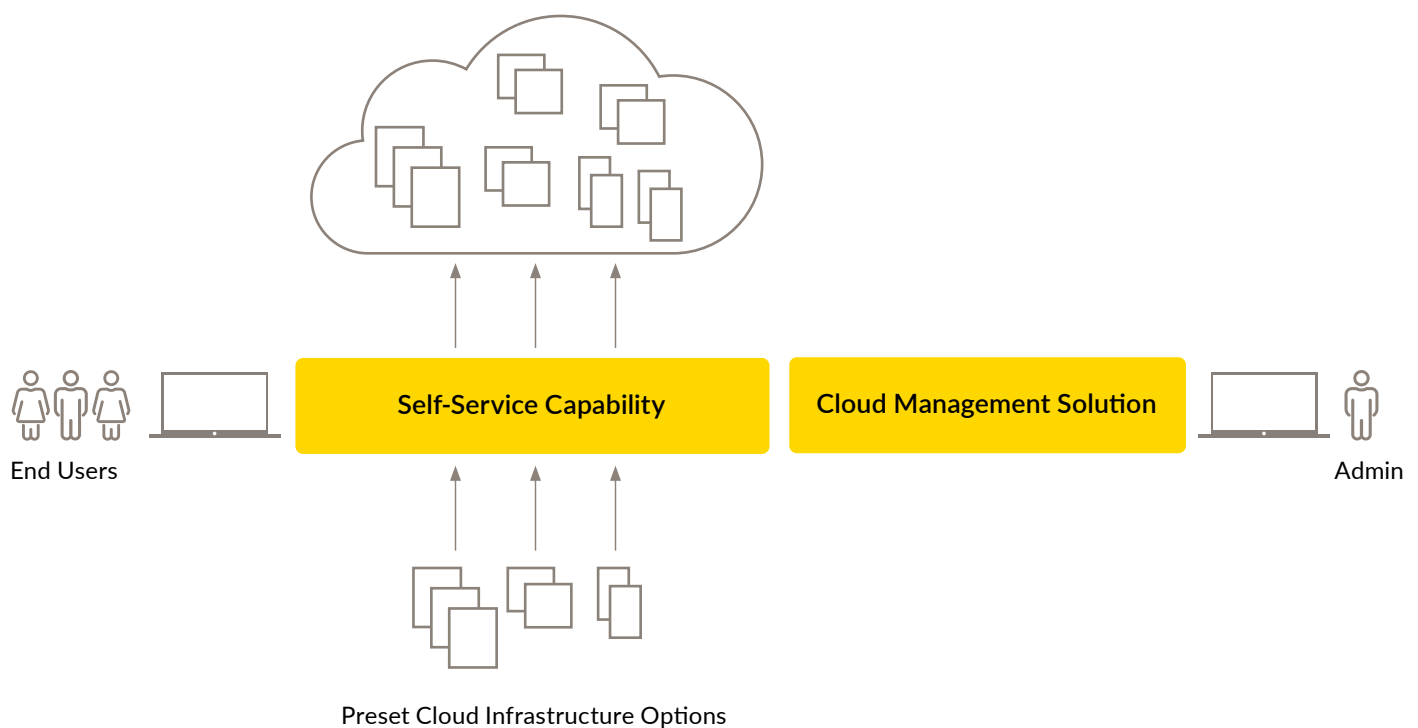 Self-Service Capability
Cloud Management Solution
End Users
Admin
Preset Cloud Infrastructure Options